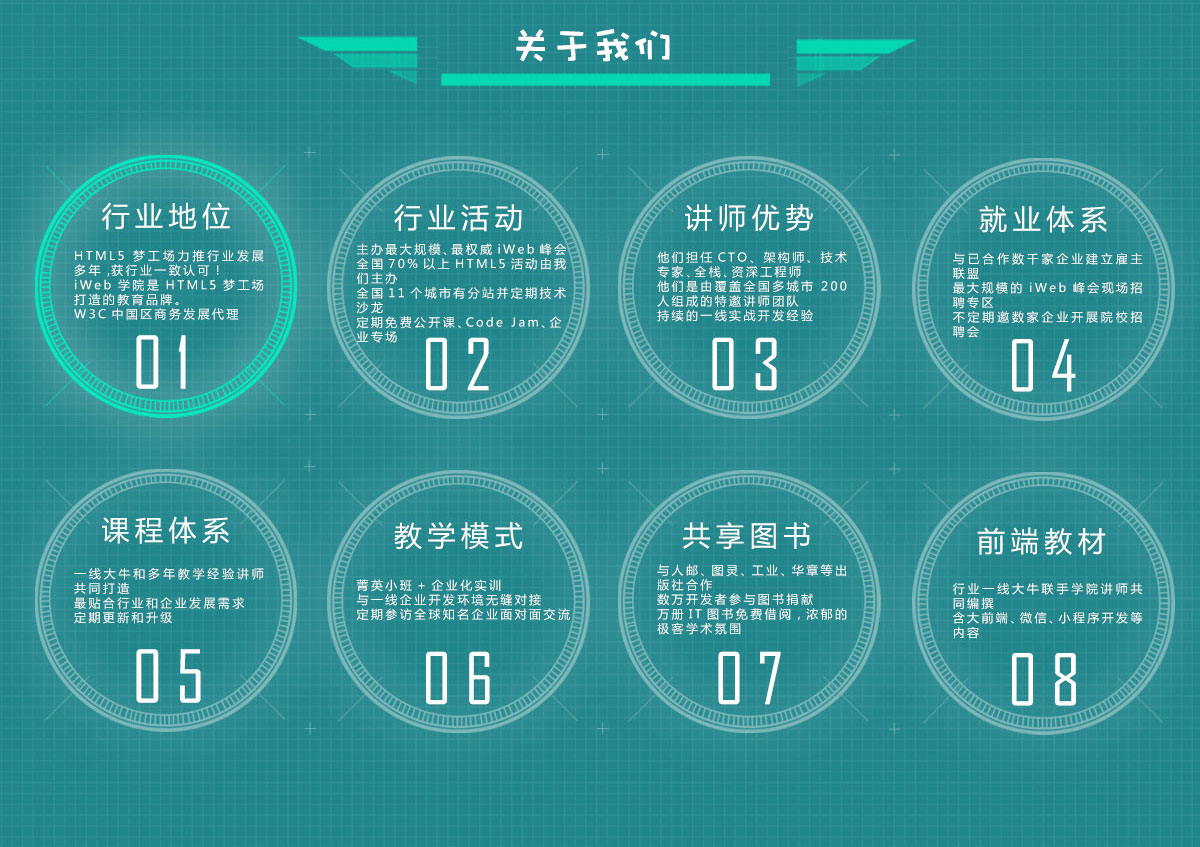 关于我们
行业地位
HTML5 梦工场力推行业发展
多年,获行业一致认可!
iWeb 学院是 HTML5 梦工场
打造的教育品牌。
W3C 中国区商务发展代理
01
行业活动
主办最大规模、最权威 iWeb 峰会
全国 70% 以上 HTML5 活动由我
们主办
全国 11 个城市有分站并定期技术
沙龙
定期免费公开课、Code Jam、企
业专场
02
讲师优势
他们担任 CTO、架构师、技术
专家、全栈、资深工程师
他们是由覆盖全国多城市 200
人组成的特邀讲师团队
持续的一线实战开发经验
03
就业体系
与已合作数千家企业建立雇主
联盟
最大规模的 iWeb 峰会现场招
聘专区
不定期邀数家企业开展院校招
聘会
04
课程体系
一线大牛和多年教学经验讲师
共同打造
最贴合行业和企业发展需求
定期更新和升级
05
教学模式
菁英小班 + 企业化实训
与一线企业开发环境无缝对接
定期参访全球知名企业面对面交流
06
共享图书
与人邮、图灵、工业、华章等出
版社合作
数万开发者参与图书捐献
万册 IT 图书免费借阅,浓郁的
极客学术氛围
07
前端教材
行业一线大牛联手学院讲师共
同编撰
含大前端、微信、小程序开发等
内容
08